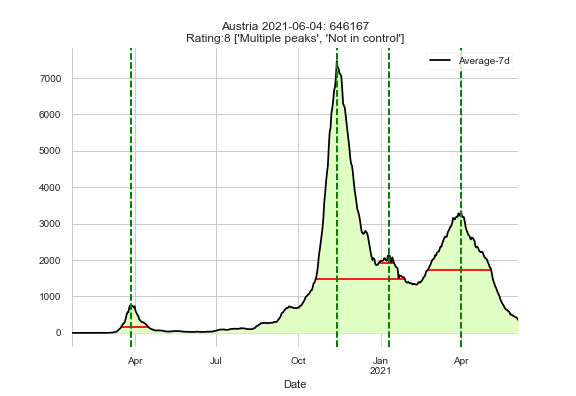 Austria 2021-06-04: 646167
Rating:8 ['Multiple peaks', 'Not in control']
Average-7d
7000
6000
5000
4000
3000
2000
1000
0
Apr
Jul
Oct
Jan
2021
Apr
Date